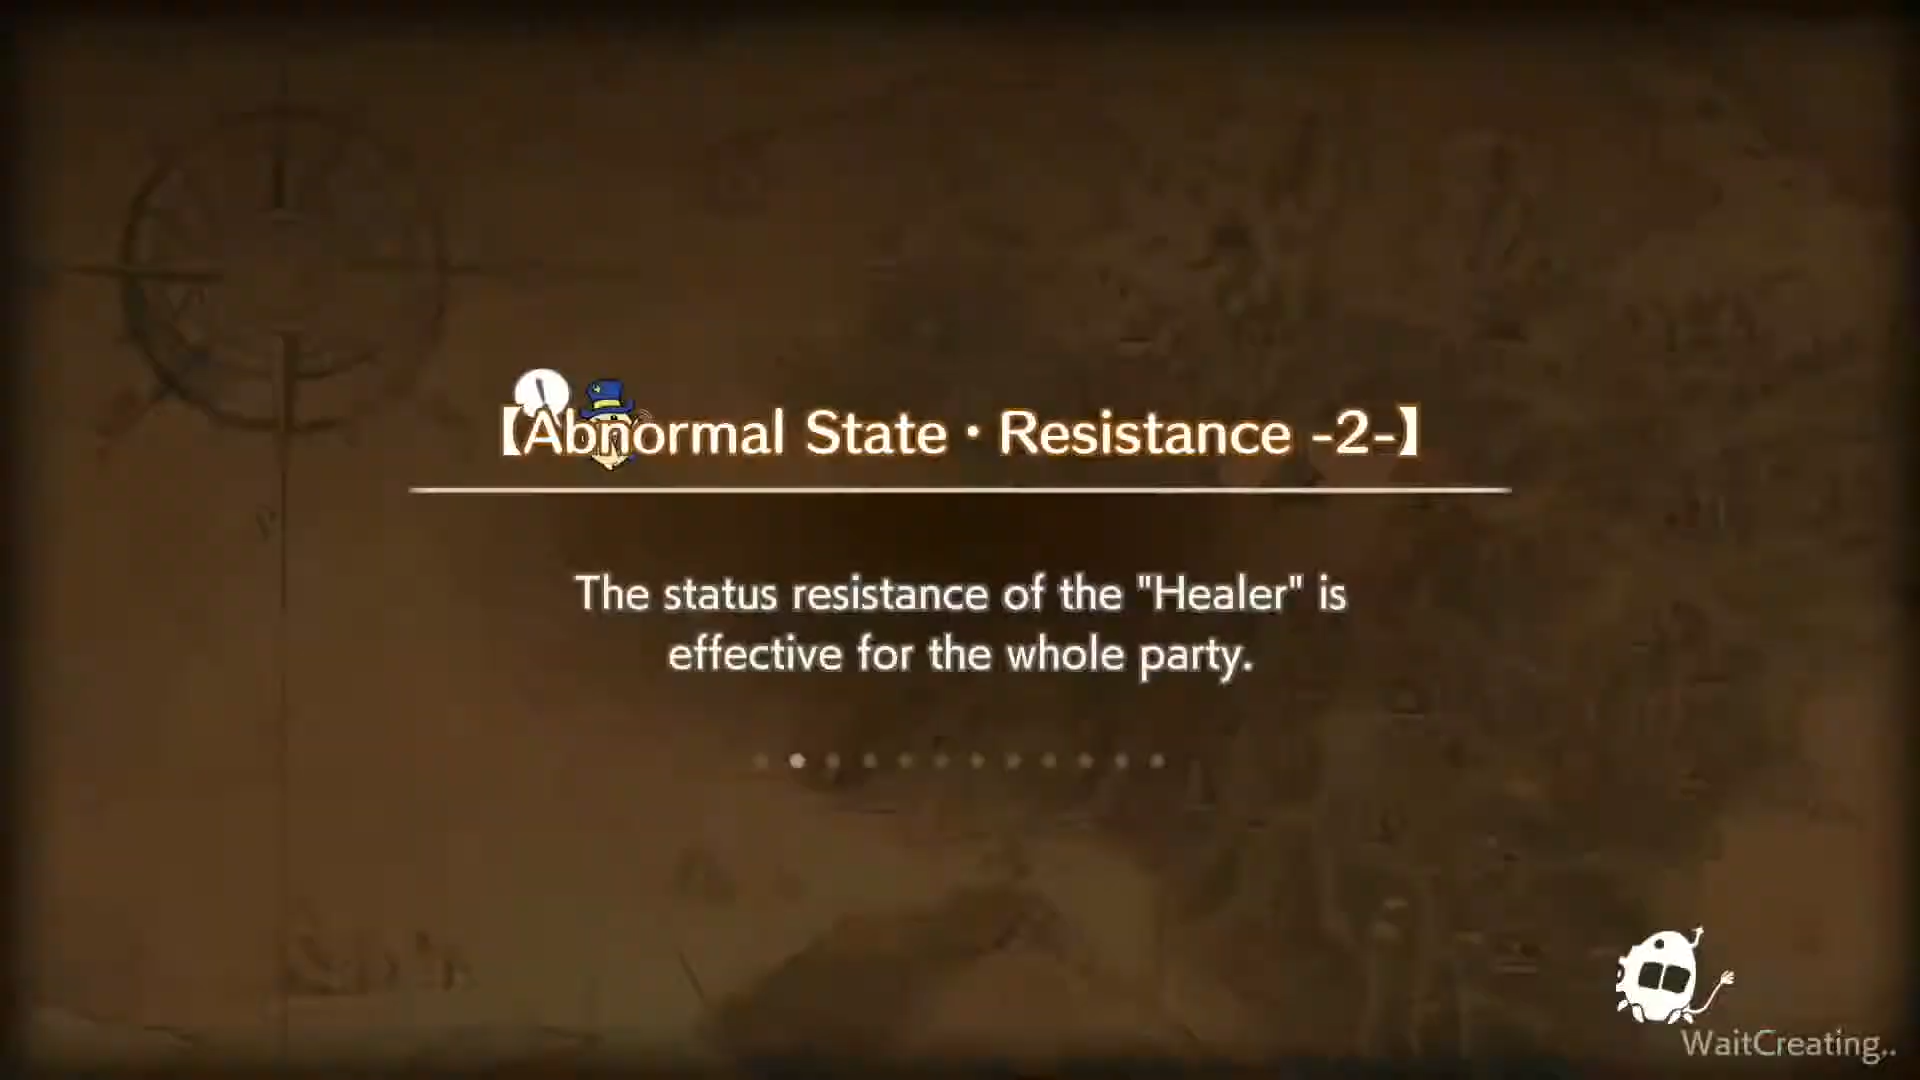 【Abnormal State・Resistance -2-】
The status resistance of the "Healer" is
effective for the whole party.
WaitCreating..